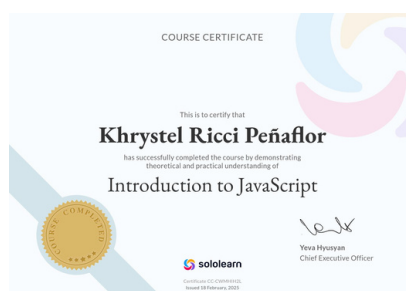 COURSE CERTIFICATE
This is to certify that
Khrystel Ricci Peñaflor
has successfully completed the course by demonstrating
theoretical and practical understanding of
Introduction to JavaScript
COURSE COMPLETED
Yeva Hyusyan
Chief Executive Officer
sololearn
Issued 18 February, 2025